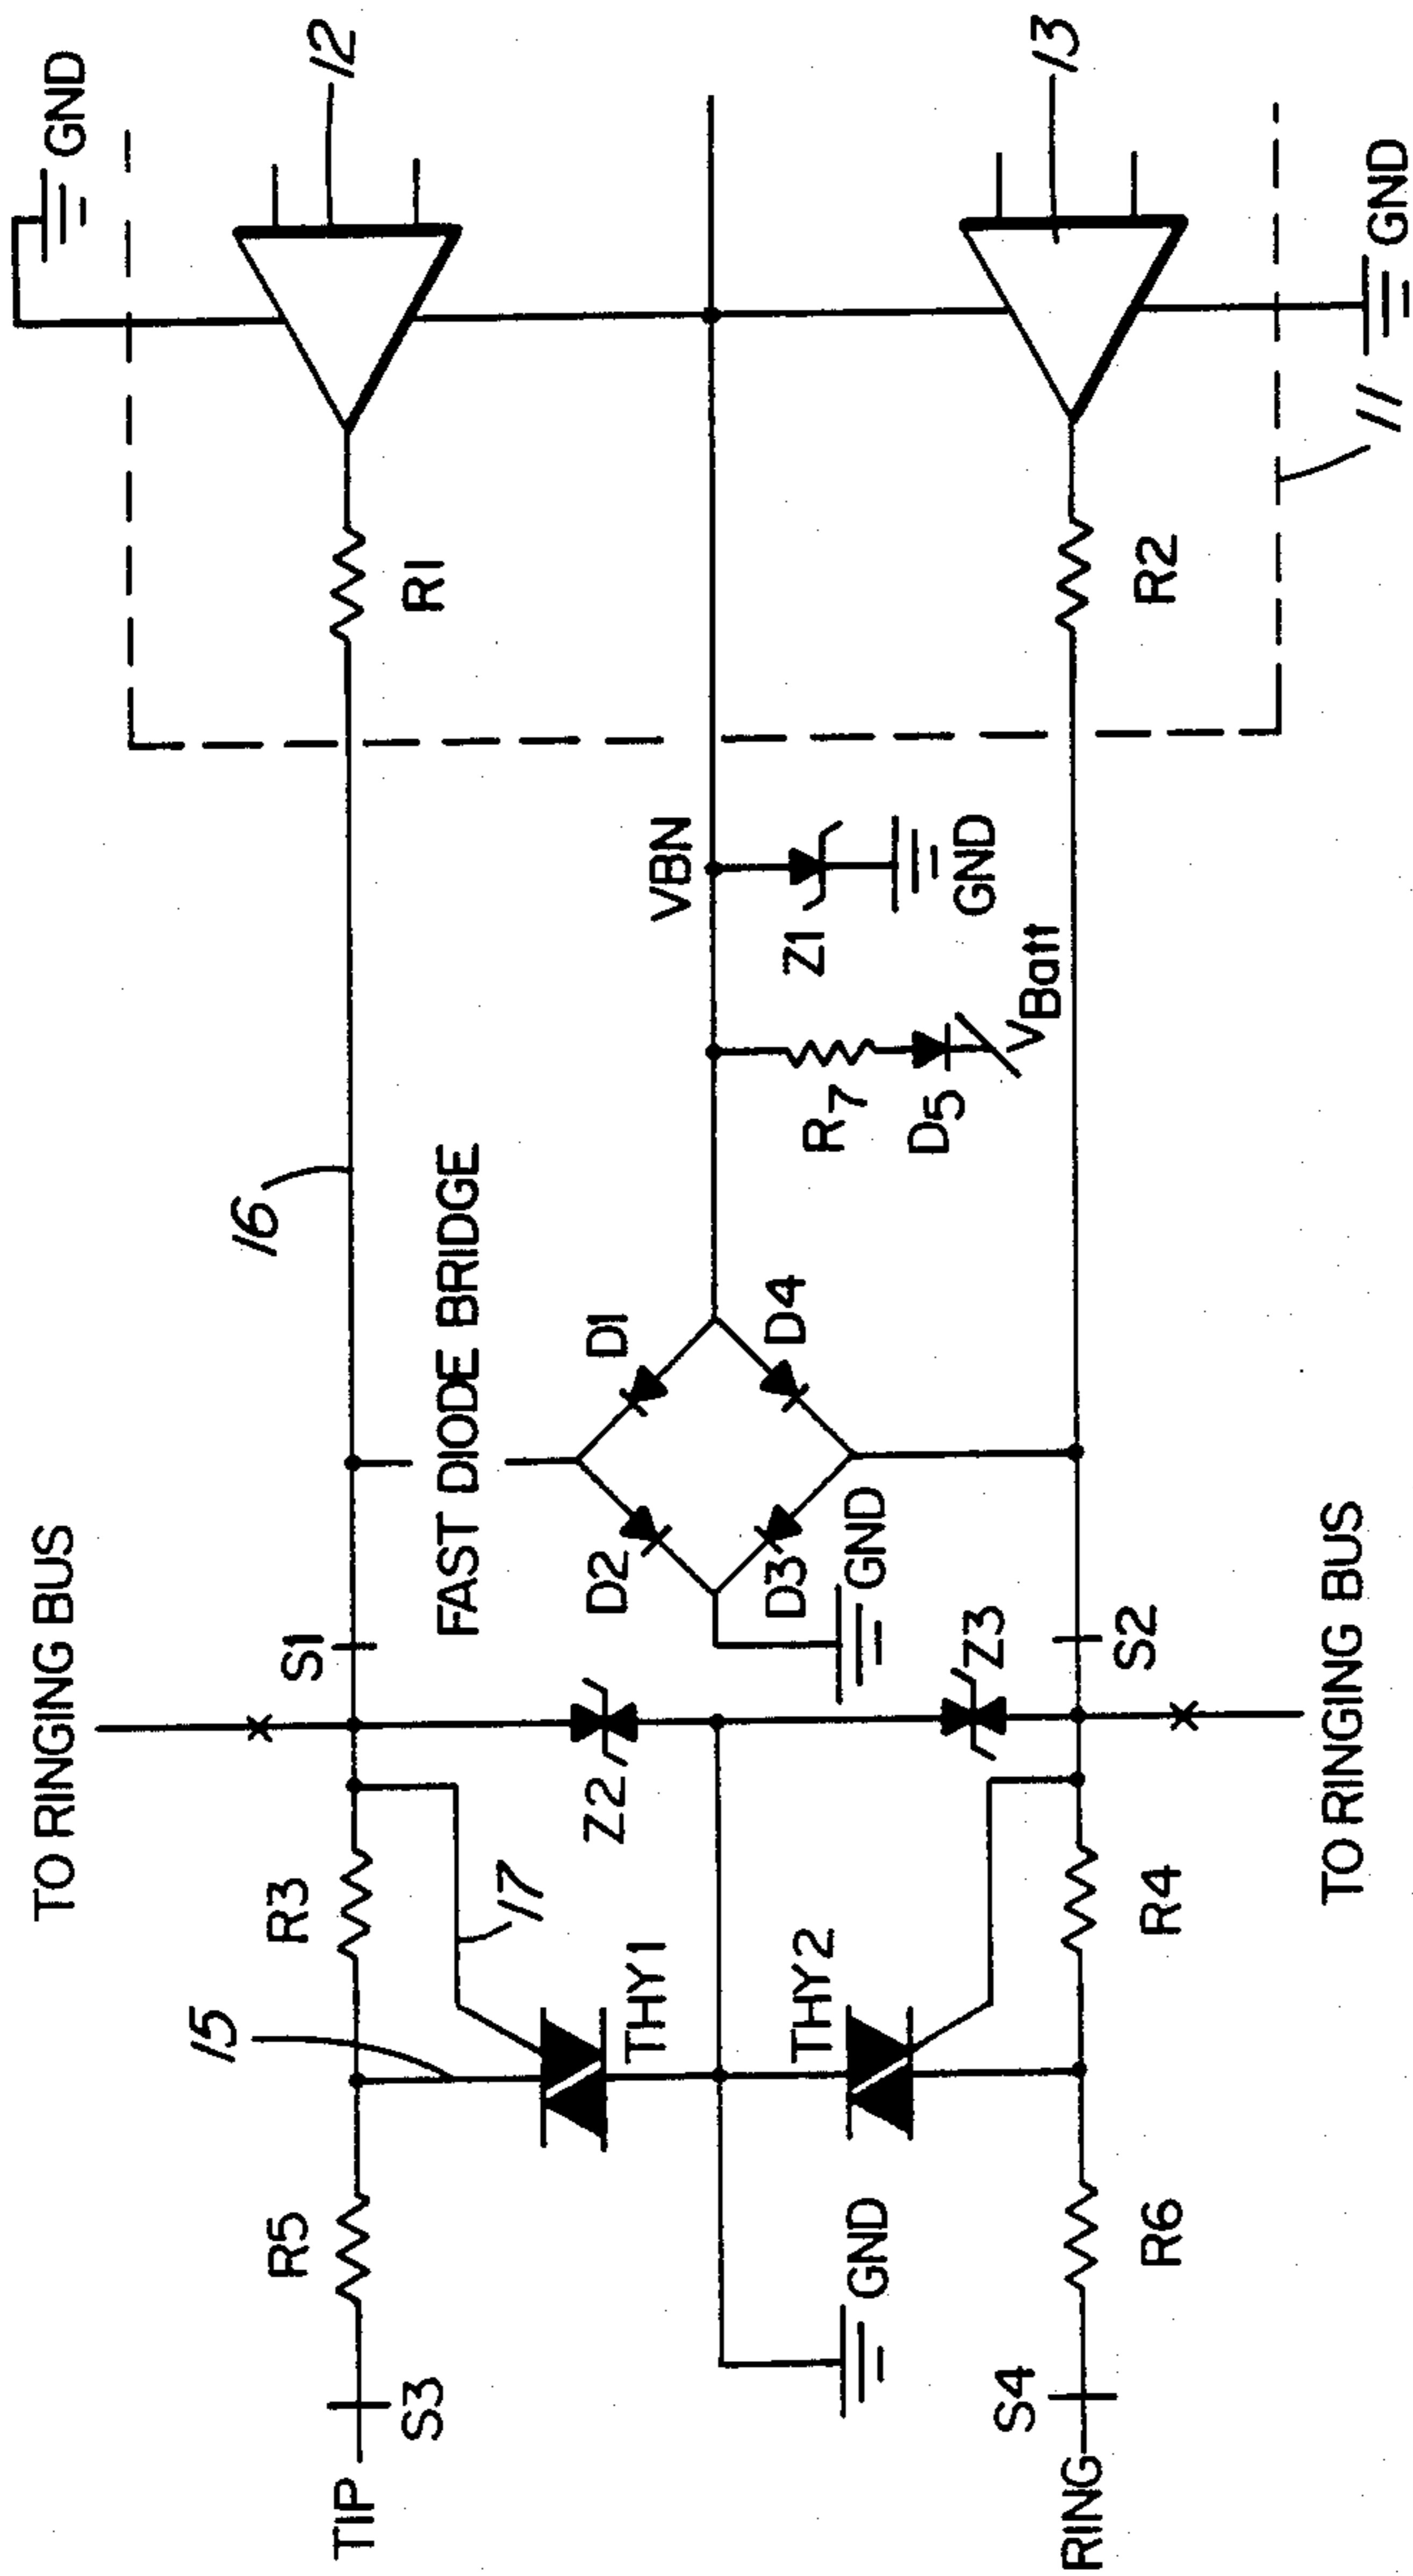 TO RINGING BUS
GND
12
16
S1
R3
15
R5
R1
TIP
S3
17
FAST DIODE BRIDGE
THY1
Z2
D2
D1
VBN
Z1
GND
R7
D5
VBatt
D4
D3
GND
Z3
THY2
GND
S4
RING
R6
R4
S2
R2
13
TO RINGING BUS
11
GND